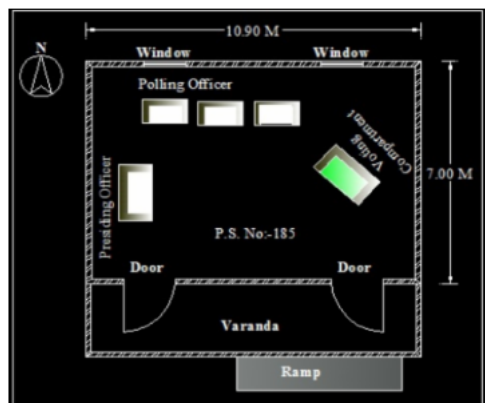 10.90 M
N
Window
Window
Polling Officer
Voting
Compartment
7.00 M
Presiding Officer
P.S. No:-185
Door
Door
Varanda
Ramp